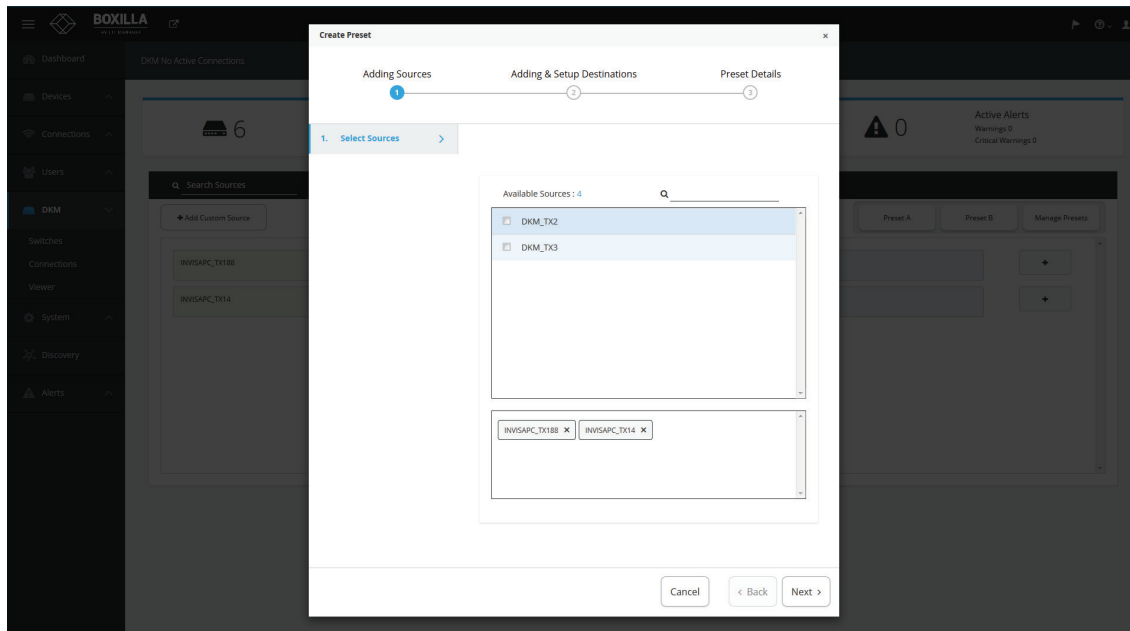 BOXILLA
Dashboard
Devices
Connections
Users
DKM
Switches
Connections
Viewer
System
Discovery
Alerts
DKM No Active Connections
6
Search Sources
+ Add Custom Source
INVISAPC_TX188
INVISAPC_TX14
Create Preset
×
Adding Sources
Adding & Setup Destinations
Preset Details
1
2
3
1. Select Sources >
Available Sources : 4
DKM_TX2
DKM_TX3
INVISAPC_TX188 × INVISAPC_TX14 ×
Cancel
< Back
Next >
0
Active Alerts
Warnings 0
Critical Warnings 0
Preset A
Preset B
Manage Presets
+
+